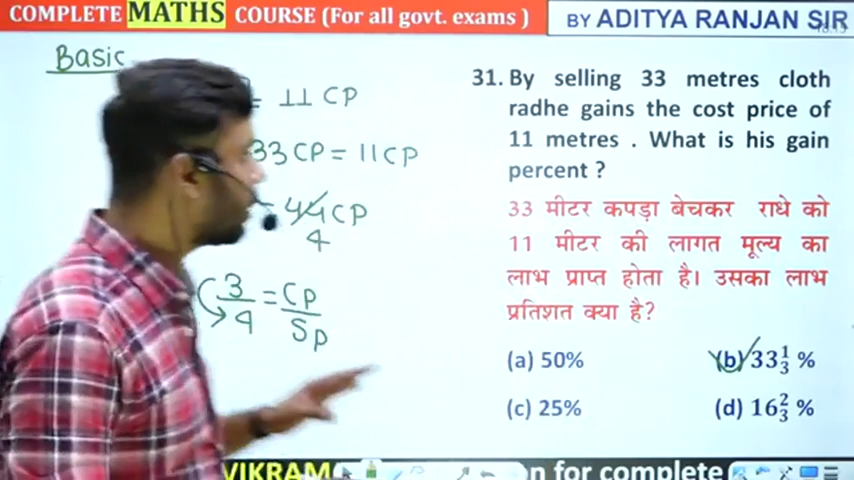 COMPLETE MATHS COURSE (For all govt. exams )
BY ADITYA RANJAN SIR
Basic
= 11 CP
33 CP = 11 CP
= 44 CP
4
3/4 = CP/SP
31. By selling 33 metres cloth
radhe gains the cost price of
11 metres . What is his gain
percent ?
33 मीटर कपड़ा बेचकर राधे को
11 मीटर की लागत मूल्य का
लाभ प्राप्त होता है। उसका लाभ
प्रतिशत क्या है?
(a) 50%
(b) 33 1/3 %
(c) 25%
(d) 16 2/3 %
VIKRAM
n for complete